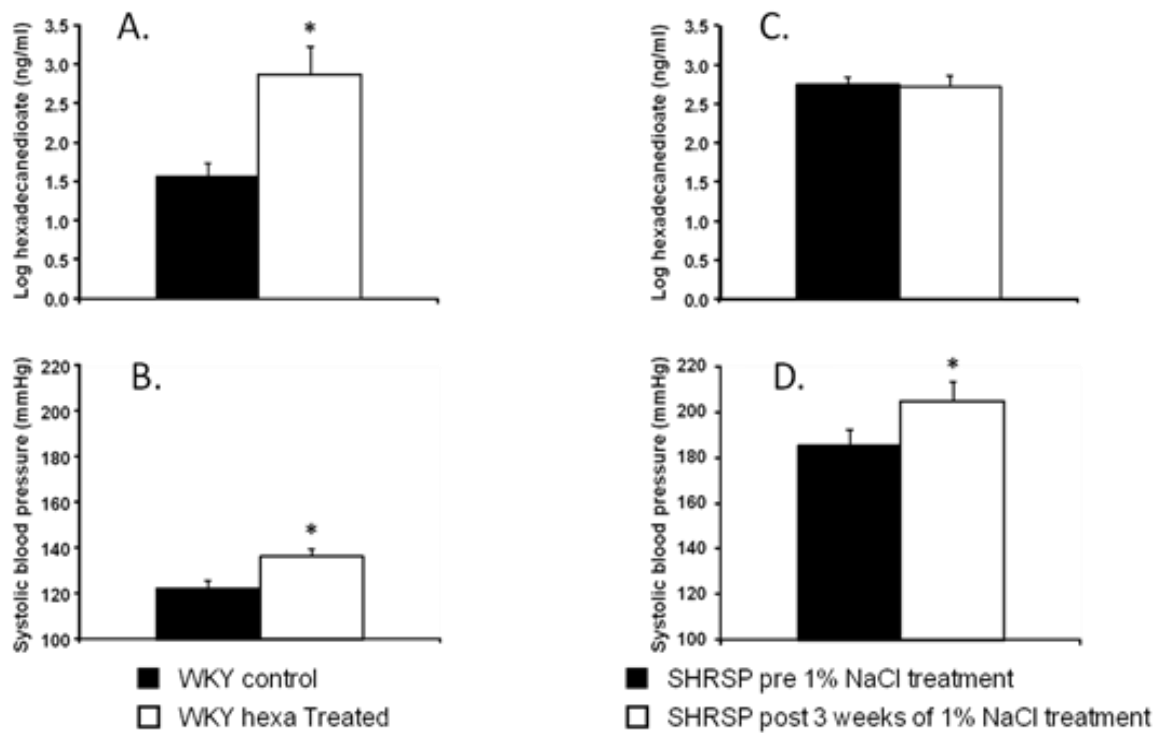 A.
*
Log hexadecanedioate (ng/ml)
3.5
3.0
2.5
2.0
1.5
1.0
0.5
0.0
C.
Log hexadecanedioate (ng/ml)
3.5
3.0
2.5
2.0
1.5
1.0
0.5
0.0
B.
*
Systolic blood pressure (mmHg)
220
200
180
160
140
120
100
D.
*
Systolic blood pressure (mmHg)
220
200
180
160
140
120
100
WKY control
WKY hexa Treated
SHRSP pre 1% NaCl treatment
SHRSP post 3 weeks of 1% NaCl treatment